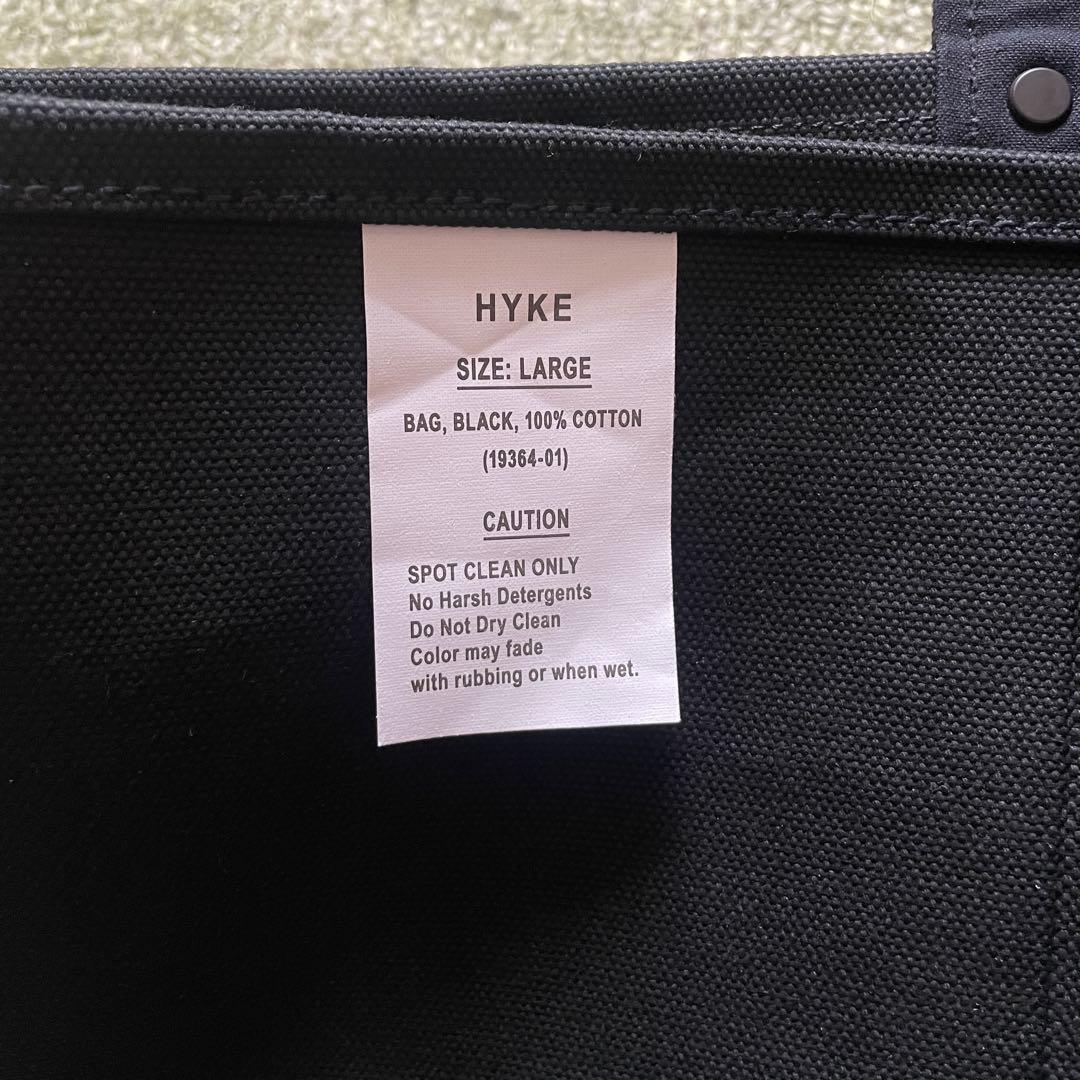 HYKE
SIZE: LARGE
BAG, BLACK, 100% COTTON
(19364-01)
CAUTION
SPOT CLEAN ONLY
No Harsh Detergents
Do Not Dry Clean
Color may fade
with rubbing or when wet.